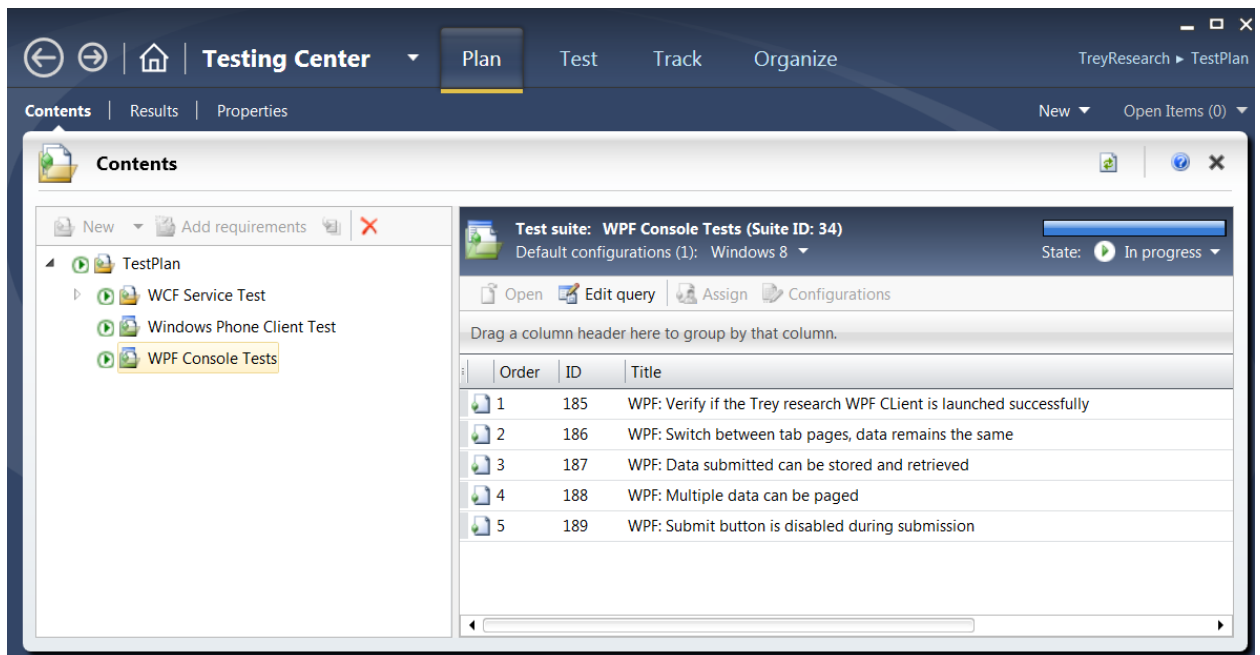 Testing Center
Plan
Test
Track
Organize
TreyResearch ▸ TestPlan
Contents
Results
Properties
New
Open Items (0)
Contents
New
Add requirements
TestPlan
WCF Service Test
Windows Phone Client Test
WPF Console Tests
Test suite: WPF Console Tests (Suite ID: 34)
Default configurations (1): Windows 8
State: In progress
Open
Edit query
Assign
Configurations
Drag a column header here to group by that column.
Order ID Title
1 185 WPF: Verify if the Trey research WPF CLient is launched successfully
2 186 WPF: Switch between tab pages, data remains the same
3 187 WPF: Data submitted can be stored and retrieved
4 188 WPF: Multiple data can be paged
5 189 WPF: Submit button is disabled during submission